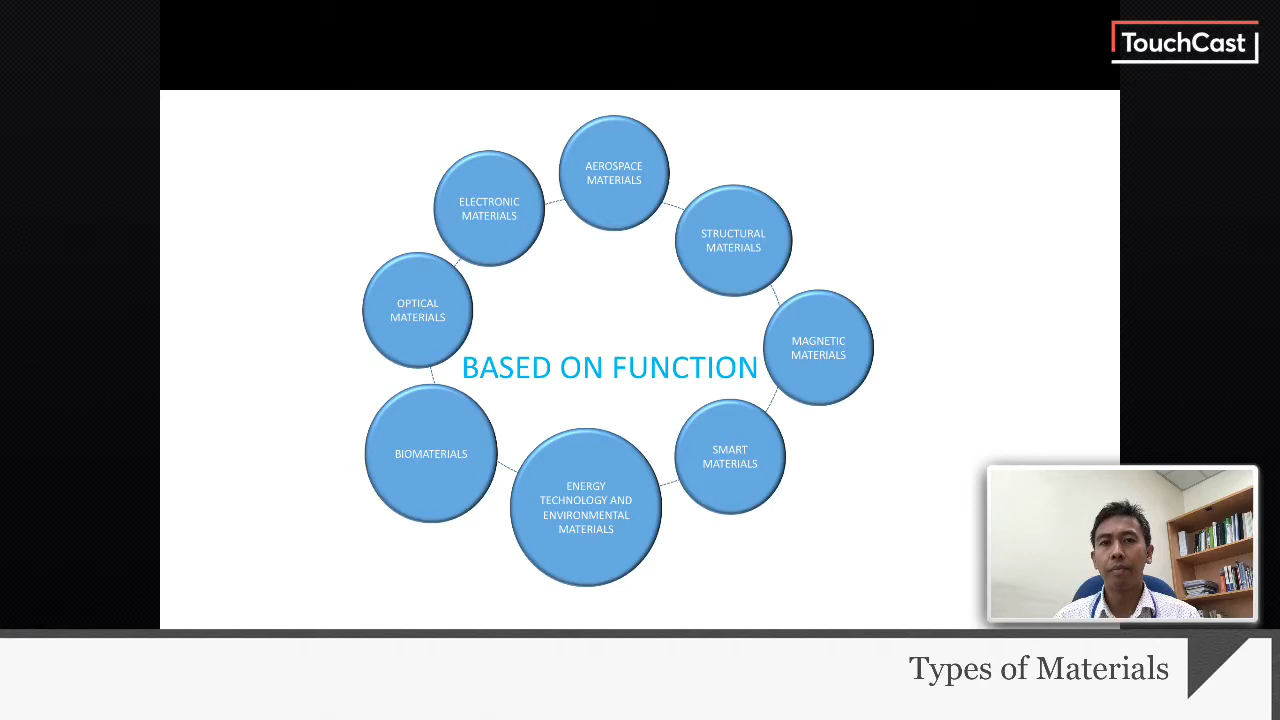 TouchCast
AEROSPACE
MATERIALS
ELECTRONIC
MATERIALS
STRUCTURAL
MATERIALS
OPTICAL
MATERIALS
MAGNETIC
MATERIALS
BASED ON FUNCTION
BIOMATERIALS
SMART
MATERIALS
ENERGY
TECHNOLOGY AND
ENVIRONMENTAL
MATERIALS
Types of Materials